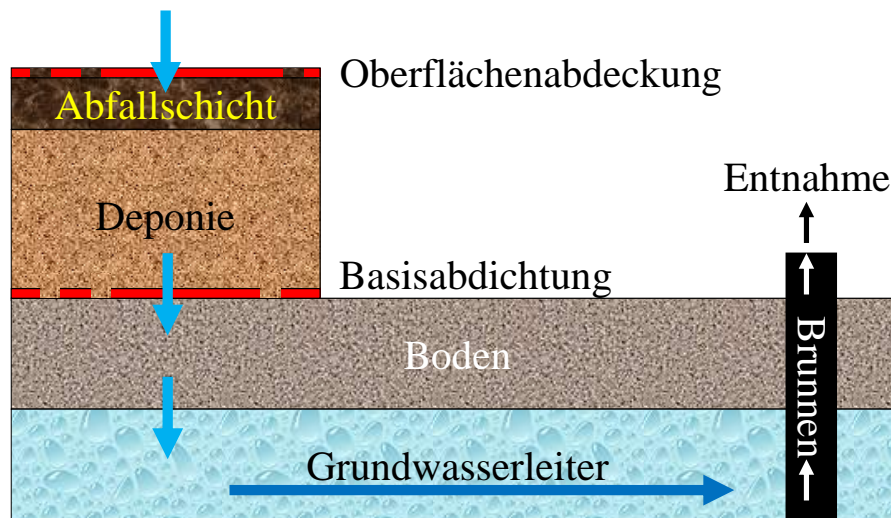 Oberflächenabdeckung
Abfallschicht
Entnahme
Deponie
Basisabdichtung
Brunnen
Boden
Grundwasserleiter